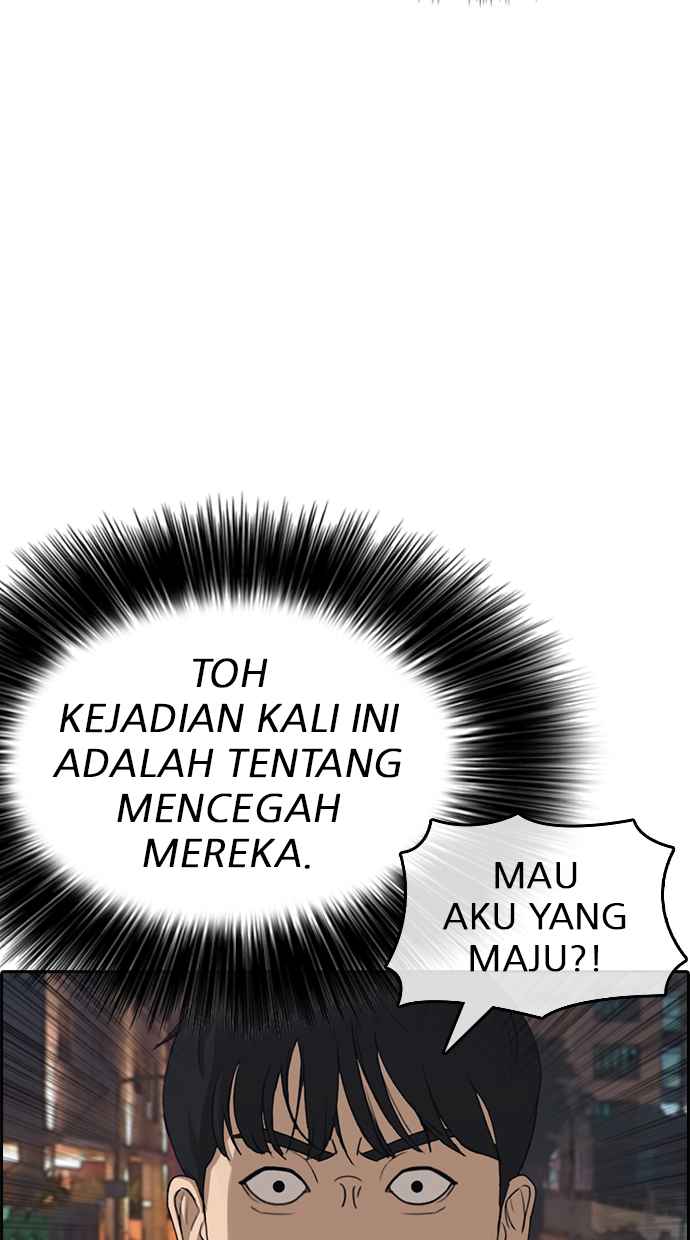 TOH
KEJADIAN KALI INI
ADALAH TENTANG
MENCEGAH
MEREKA.
MAU
AKU YANG
MAJU?!